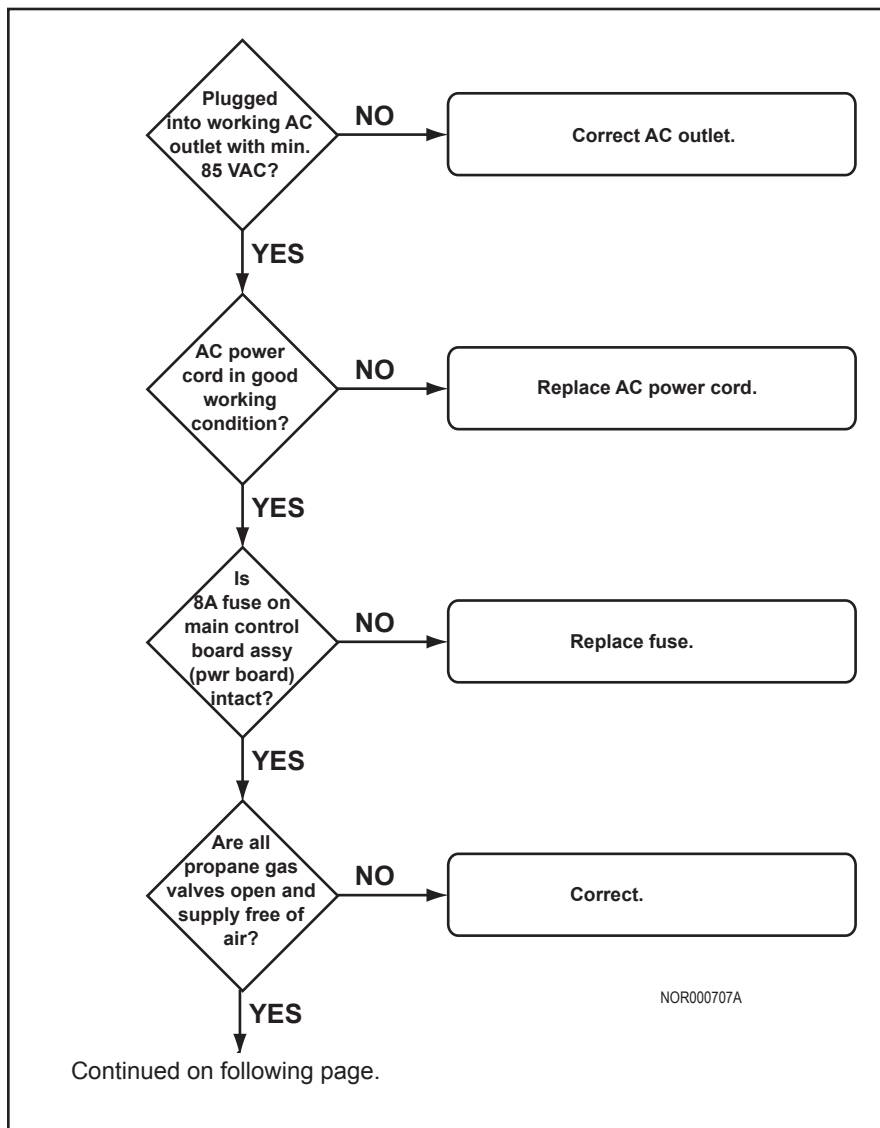 Plugged
into working AC
outlet with min.
85 VAC?
NO
Correct AC outlet.
YES
AC power
cord in good
working
condition?
NO
Replace AC power cord.
YES
Is
8A fuse on
main control
board assy
(pwr board)
intact?
NO
Replace fuse.
YES
Are all
propane gas
valves open and
supply free of
air?
NO
Correct.
NOR000707A
YES
Continued on following page.